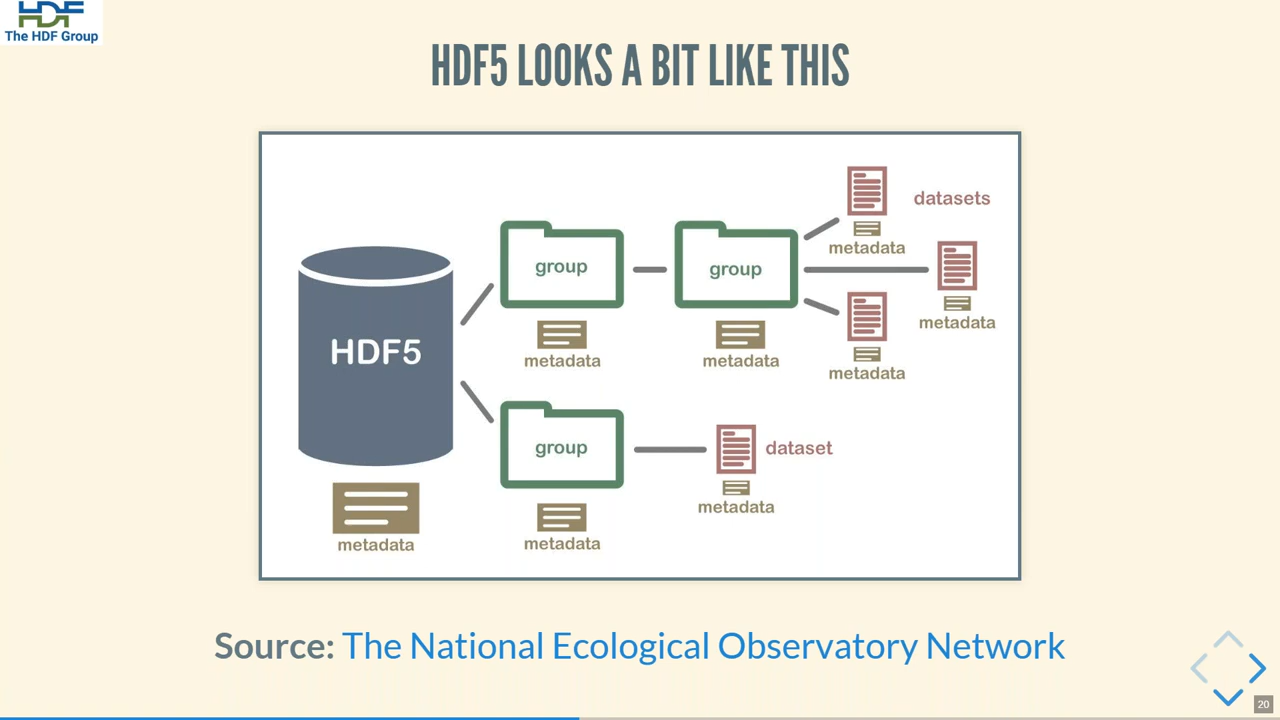 HDF
The HDF Group
HDF5 LOOKS A BIT LIKE THIS
datasets
metadata
group
group
metadata
HDF5
metadata
metadata
metadata
metadata
group
dataset
metadata
metadata
metadata
Source: The National Ecological Observatory Network
20